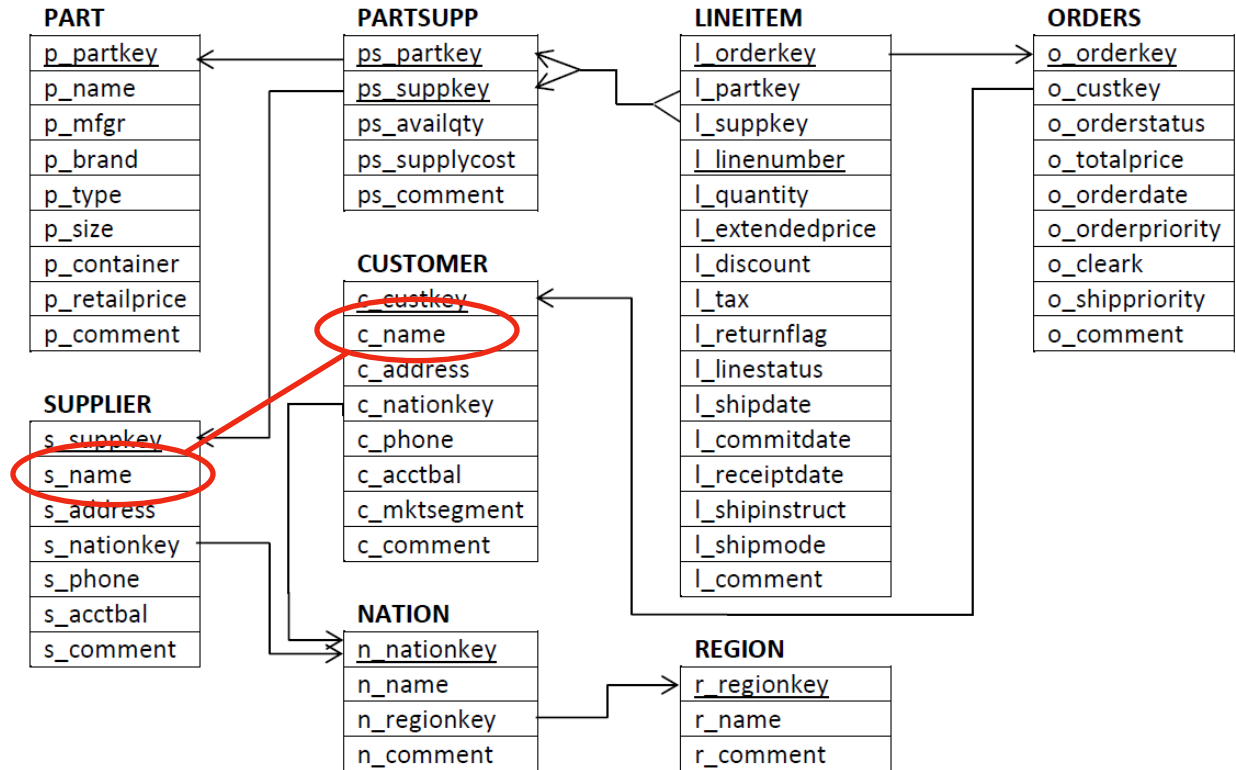 PART
p_partkey
p_name
p_mfgr
p_brand
p_type
p_size
p_container
p_retailprice
p_comment
PARTSUPP
ps_partkey
ps_suppkey
ps_availqty
ps_supplycost
ps_comment
LINEITEM
l_orderkey
l_partkey
l_suppkey
l_linenumber
l_quantity
l_extendedprice
l_discount
l_tax
l_returnflag
l_linestatus
l_shipdate
l_commitdate
l_receiptdate
l_shipinstruct
l_shipmode
l_comment
ORDERS
o_orderkey
o_custkey
o_orderstatus
o_totalprice
o_orderdate
o_orderpriority
o_cleark
o_shippriority
o_comment
CUSTOMER
c_custkey
c_name
c_address
c_nationkey
c_phone
c_acctbal
c_mktsegment
c_comment
SUPPLIER
s_suppkey
s_name
s_address
s_nationkey
s_phone
s_acctbal
s_comment
NATION
n_nationkey
n_name
n_regionkey
n_comment
REGION
r_regionkey
r_name
r_comment